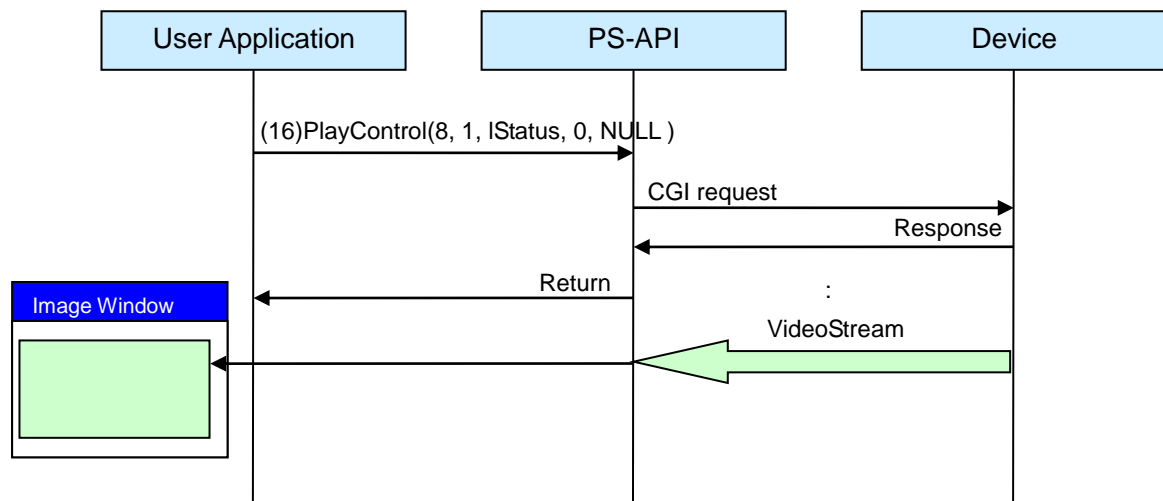 User Application
PS-API
Device
(16)PlayControl(8, 1, lStatus, 0, NULL )
CGI request
Response
Return
:
Image Window
VideoStream